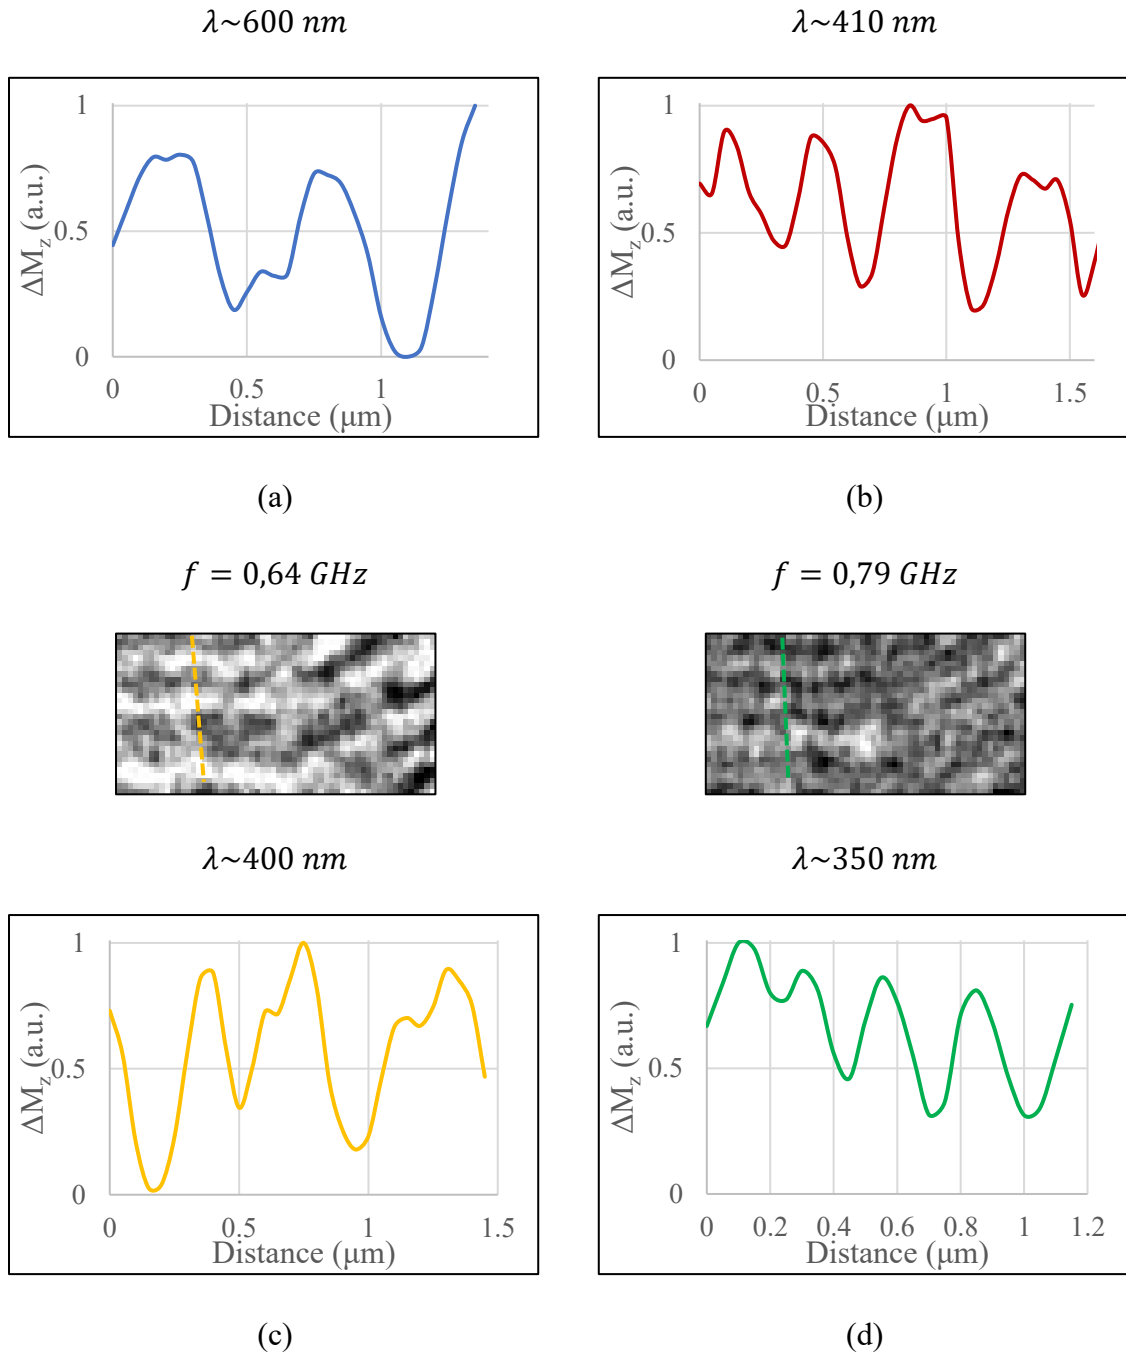 λ~600 nm
λ~410 nm
1
0.5
0
ΔMz (a.u.)
0 0.5 1
Distance (μm)
1
0.5
0
ΔMz (a.u.)
0 0.5 1 1.5
Distance (μm)
(a)
(b)
f = 0,64 GHz
f = 0,79 GHz
λ~400 nm
λ~350 nm
1
0.5
0
ΔMz (a.u.)
0 0.5 1 1.5
Distance (μm)
1
0.5
0
ΔMz (a.u.)
0 0.2 0.4 0.6 0.8 1 1.2
Distance (μm)
(c)
(d)